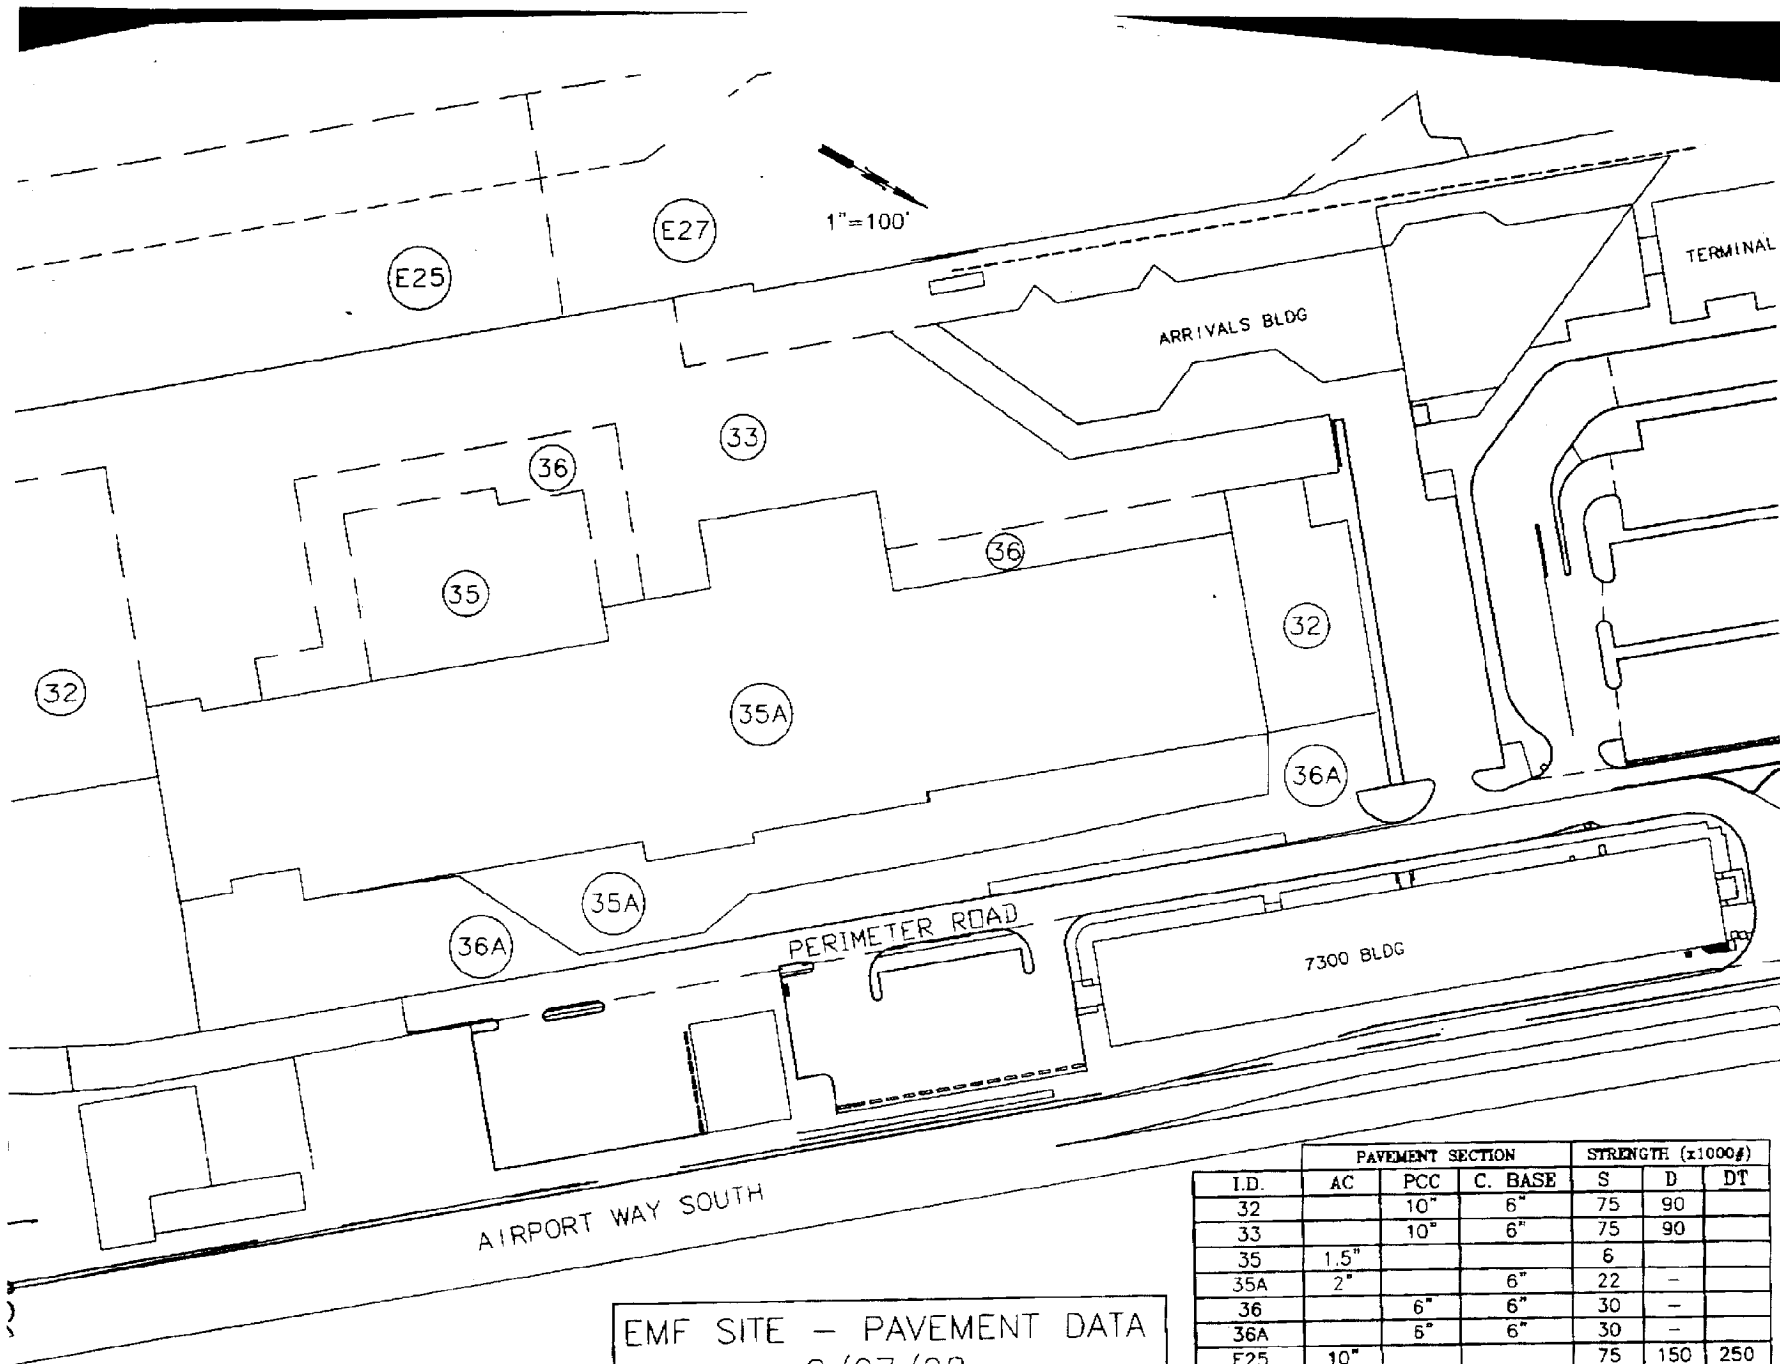 E27
1"=100'
E25
TERMINAL
ARRIVALS BLDG
33
36
36
35
32
32
35A
36A
35A
36A
PERIMETER ROAD
7300 BLDG
AIRPORT WAY SOUTH
PAVEMENT SECTION STRENGTH (x1000#)
I.D. AC PCC C. BASE S D DT
32 10" 6" 75 90
33 10" 6" 75 90
35 1.5" 6
35A 2" 6" 22 -
36 6" 6" 30 -
36A 6" 6" 30 -
E25 10" 75 150 250
EMF SITE - PAVEMENT DATA